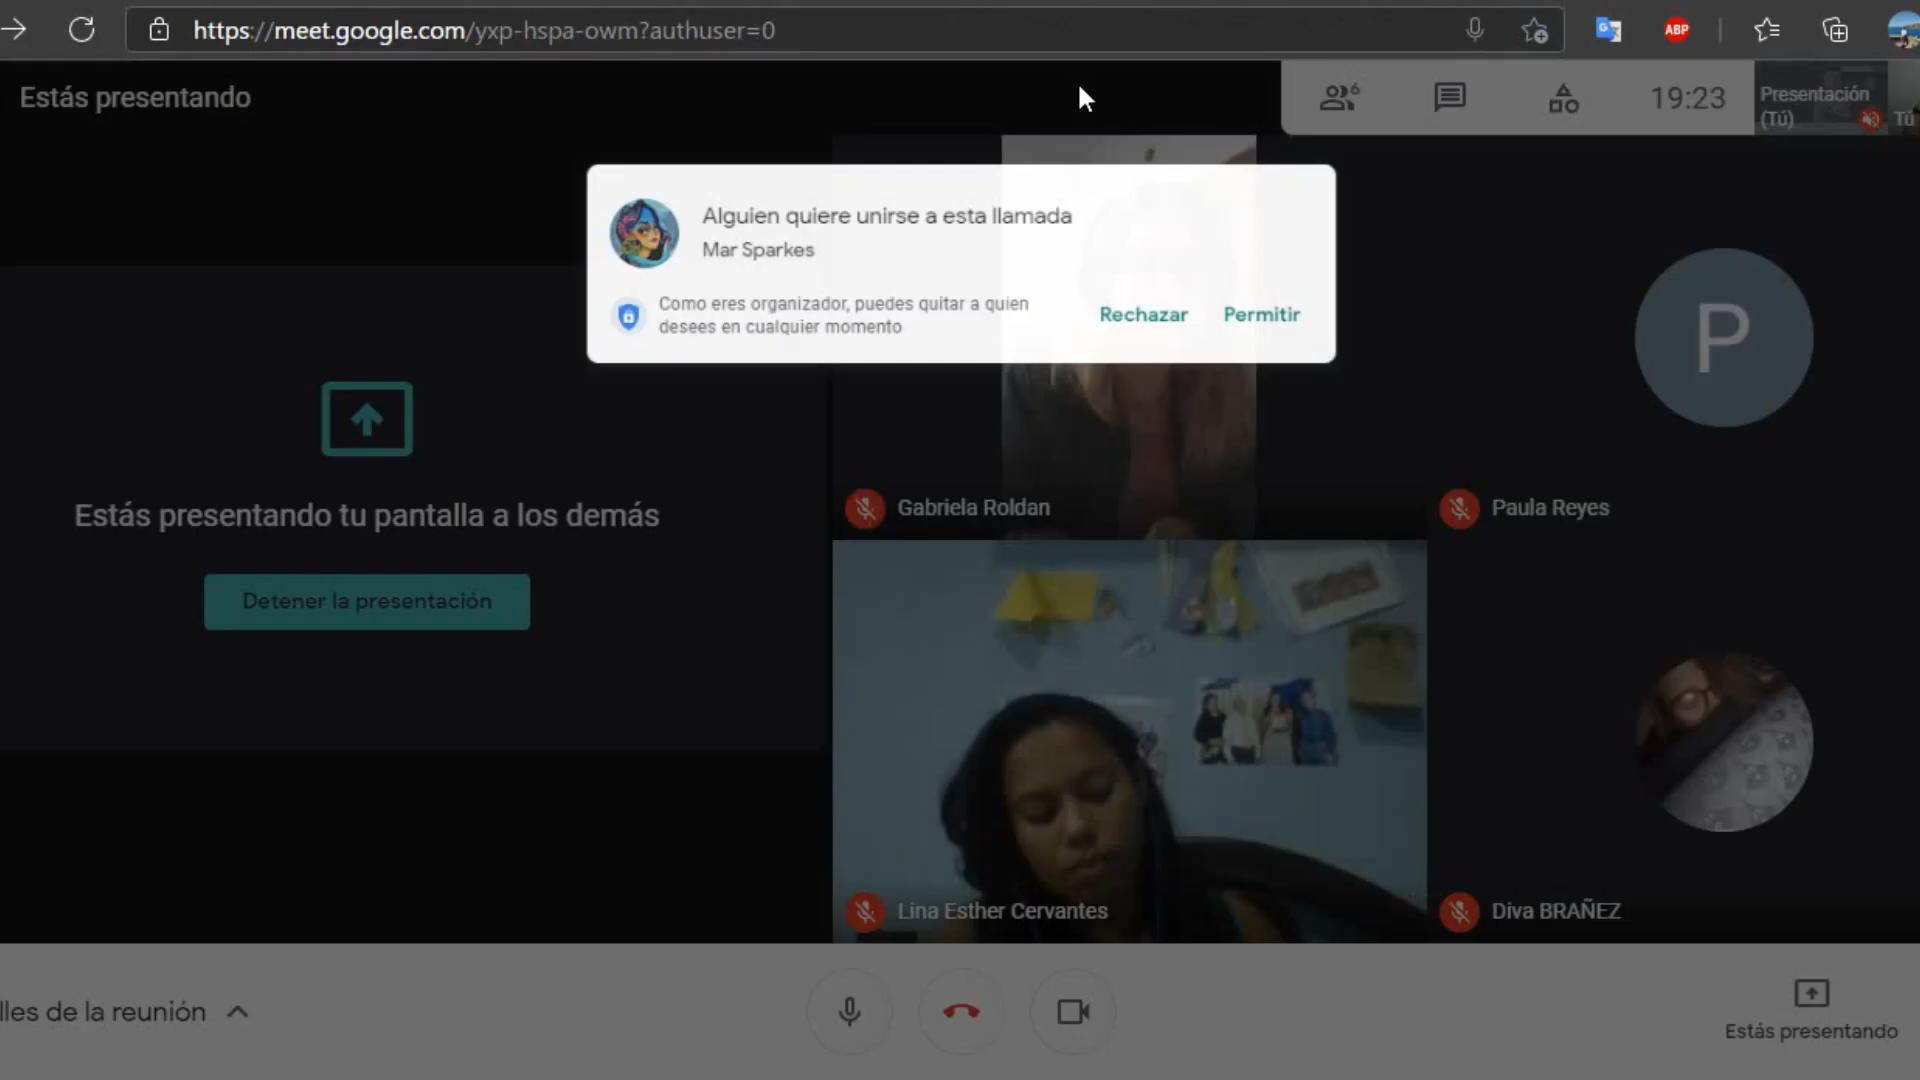 https://meet.google.com/yxp-hspa-owm?authuser=0
ABP
Estás presentando
6
19:23
Presentación
(Tú)
Tú
Alguien quiere unirse a esta llamada
Mar Sparkes
Como eres organizador, puedes quitar a quien
desees en cualquier momento
Rechazar
Permitir
P
Estás presentando tu pantalla a los demás
Detener la presentación
Gabriela Roldan
Paula Reyes
Lina Esther Cervantes
Diva BRAÑEZ
lles de la reunión
Estás presentando